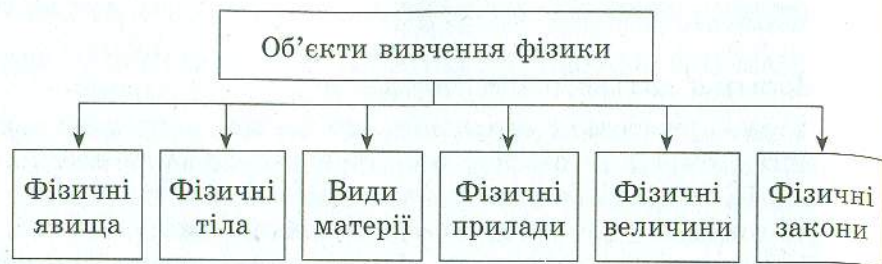 Об’єкти вивчення фізики
Фізичні
явища
Фізичні
тіла
Види
матерії
Фізичні
прилади
Фізичні
величини
Фізичні
закони